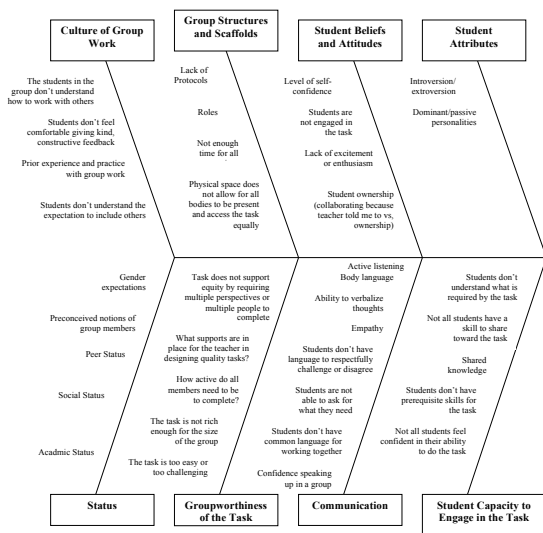 Culture of Group
Work
Group Structures
and Scaffolds
Student Beliefs
and Attitudes
Student
Attributes
The students in the
group don't understand
how to work with others
Students don't feel
comfortable giving kind,
constructive feedback
Prior experience and practice
with group work
Students don't understand the
expectation to include others
Lack of
Protocols
Roles
Not enough
time for all
Physical space does
not allow for all
bodies to be present
and access the task
equally
Level of self-
confidence
Students are
not engaged in
the task
Lack of excitement
or enthusiasm
Student ownership
(collaborating because
teacher told me to vs,
ownership)
Introversion/
extroversion
Dominant/passive
personalities
Gender
expectations
Preconceived notions of
group members
Peer Status
Social Status
Acadmic Status
Task does not support
equity by requiring
multiple perspectives or
multiple people to
complete
What supports are in
place for the teacher in
designing quality tasks?
How active do all
members need to be
to complete?
The task is not rich
enough for the size
of the group
The task is too easy or
too challenging
Active listening
Body language
Ability to verbalize
thoughts
Empathy
Students don't have
language to respectfully
challenge or disagree
Students are not
able to ask for
what they need
Students don't have
common language for
working together
Confidence speaking
up in a group
Students don't
understand what is
required by the task
Not all students have a
skill to share
toward the task
Shared
knowledge
Students don't have
prerequisite skills for
the task
Not all students feel
confident in their ability
to do the task
Status
Groupworthiness
of the Task
Communication
Student Capacity to
Engage in the Task